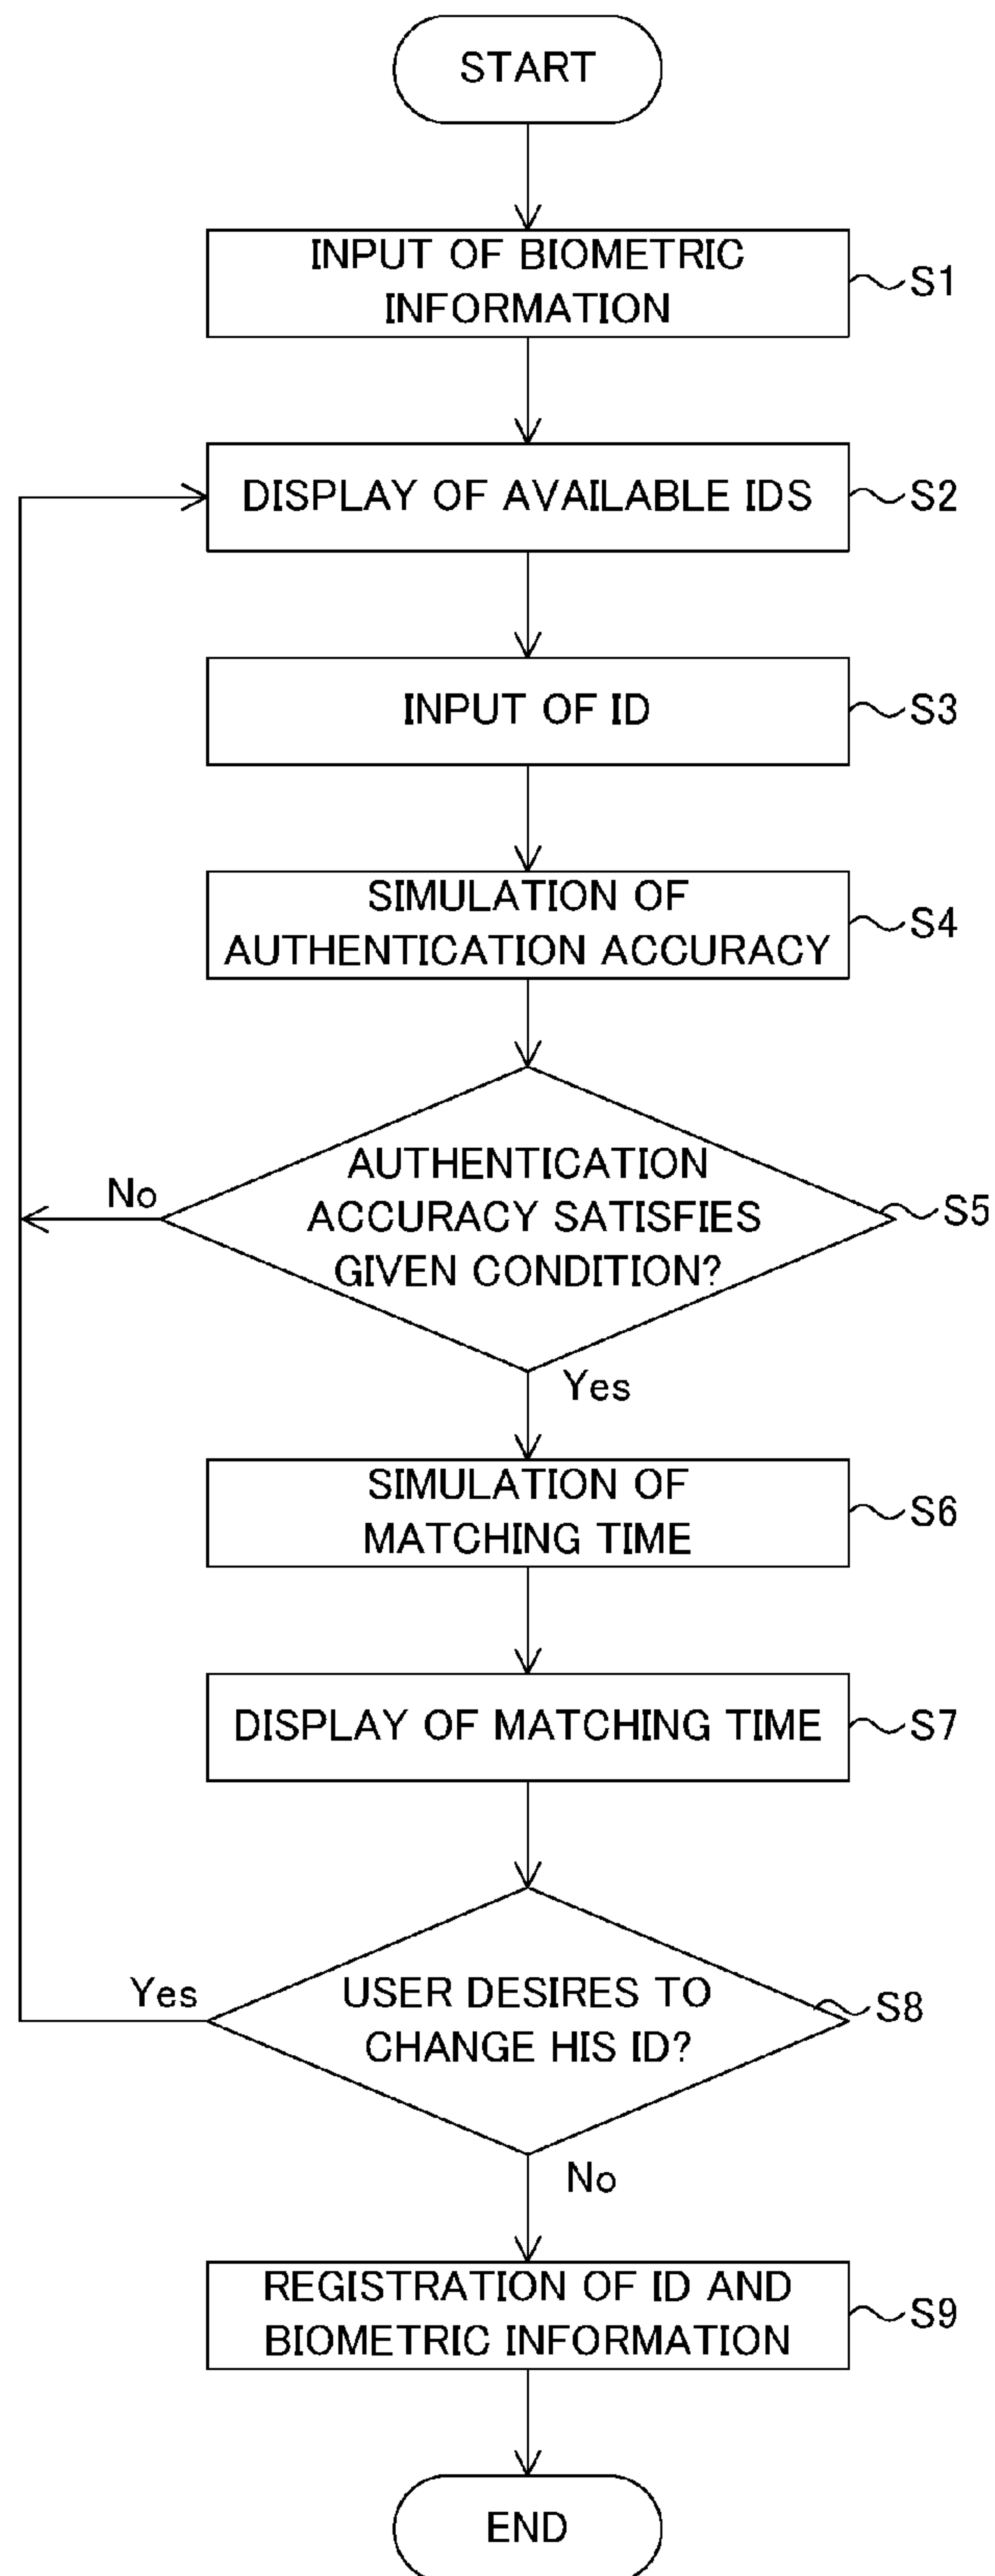 START
INPUT OF BIOMETRIC
INFORMATION
S1
DISPLAY OF AVAILABLE IDS
S2
INPUT OF ID
S3
SIMULATION OF
AUTHENTICATION ACCURACY
S4
AUTHENTICATION
ACCURACY SATISFIES
GIVEN CONDITION?
S5
No
Yes
SIMULATION OF
MATCHING TIME
S6
DISPLAY OF MATCHING TIME
S7
USER DESIRES TO
CHANGE HIS ID?
S8
Yes
No
REGISTRATION OF ID AND
BIOMETRIC INFORMATION
S9
END